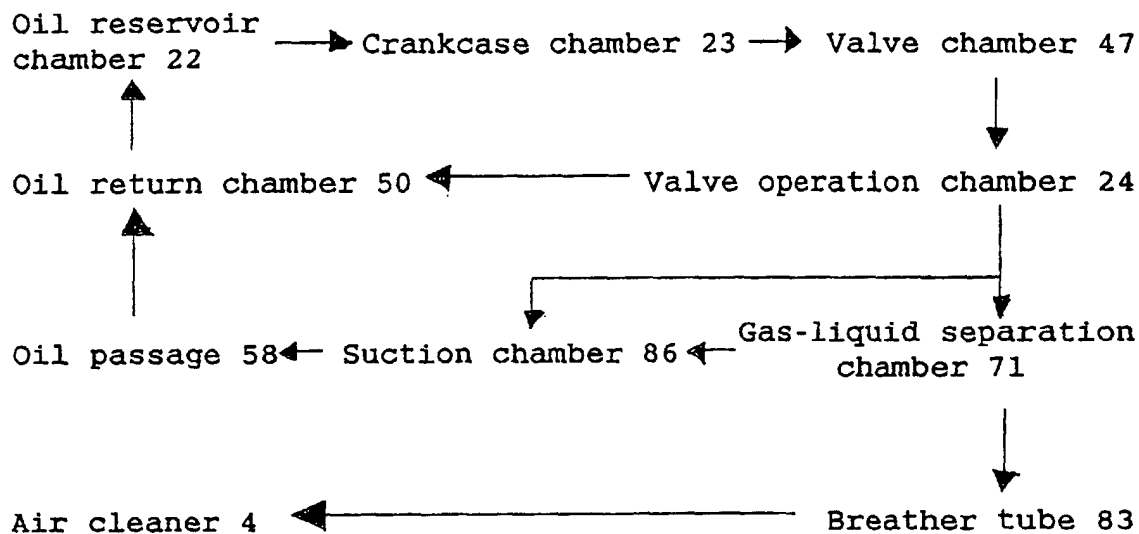 Oil reservoir
chamber 22
Crankcase chamber 23
Valve chamber 47
Oil return chamber 50
Valve operation chamber 24
Oil passage 58
Suction chamber 86
Gas-liquid separation
chamber 71
Air cleaner 4
Breather tube 83